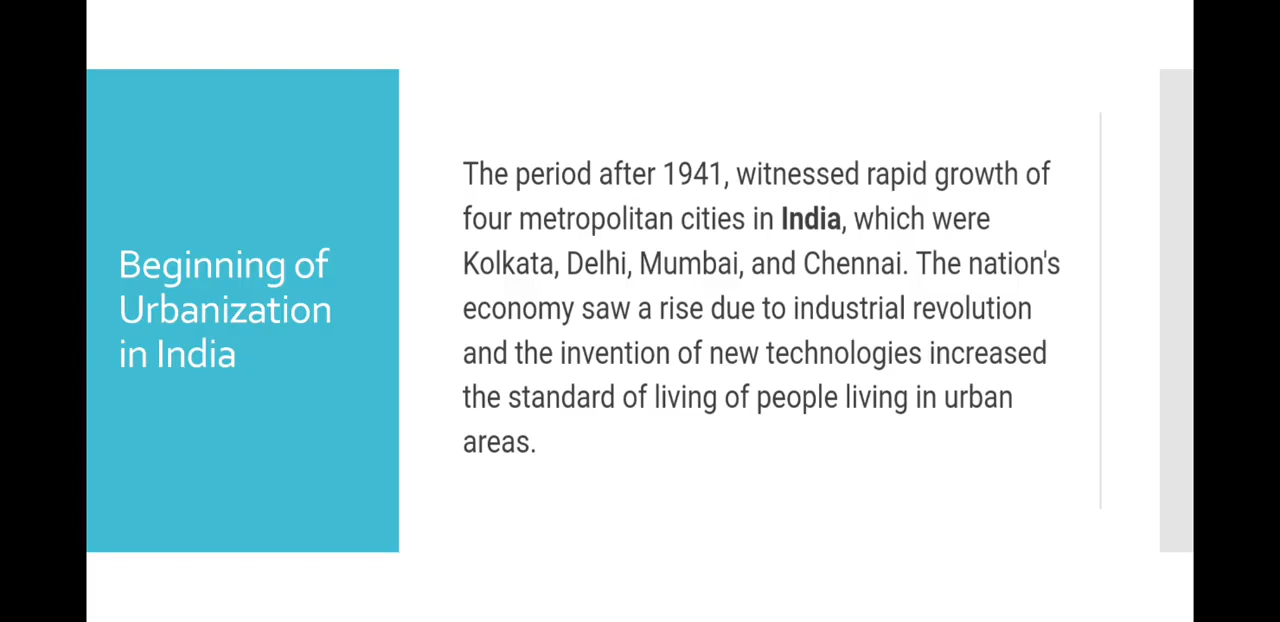 Beginning of
Urbanization
in India
The period after 1941, witnessed rapid growth of
four metropolitan cities in India, which were
Kolkata, Delhi, Mumbai, and Chennai. The nation's
economy saw a rise due to industrial revolution
and the invention of new technologies increased
the standard of living of people living in urban
areas.